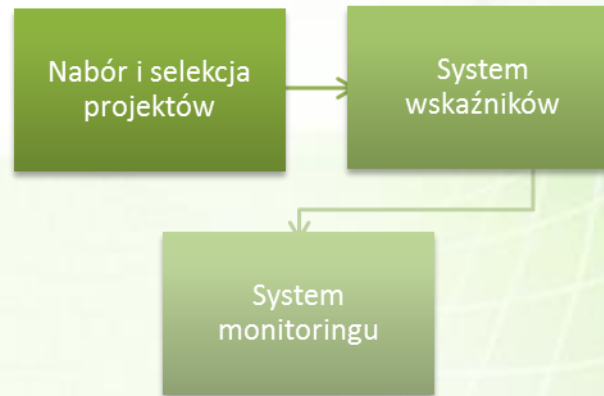 Nabór i selekcja
projektów
System
wskaźników
System
monitoringu